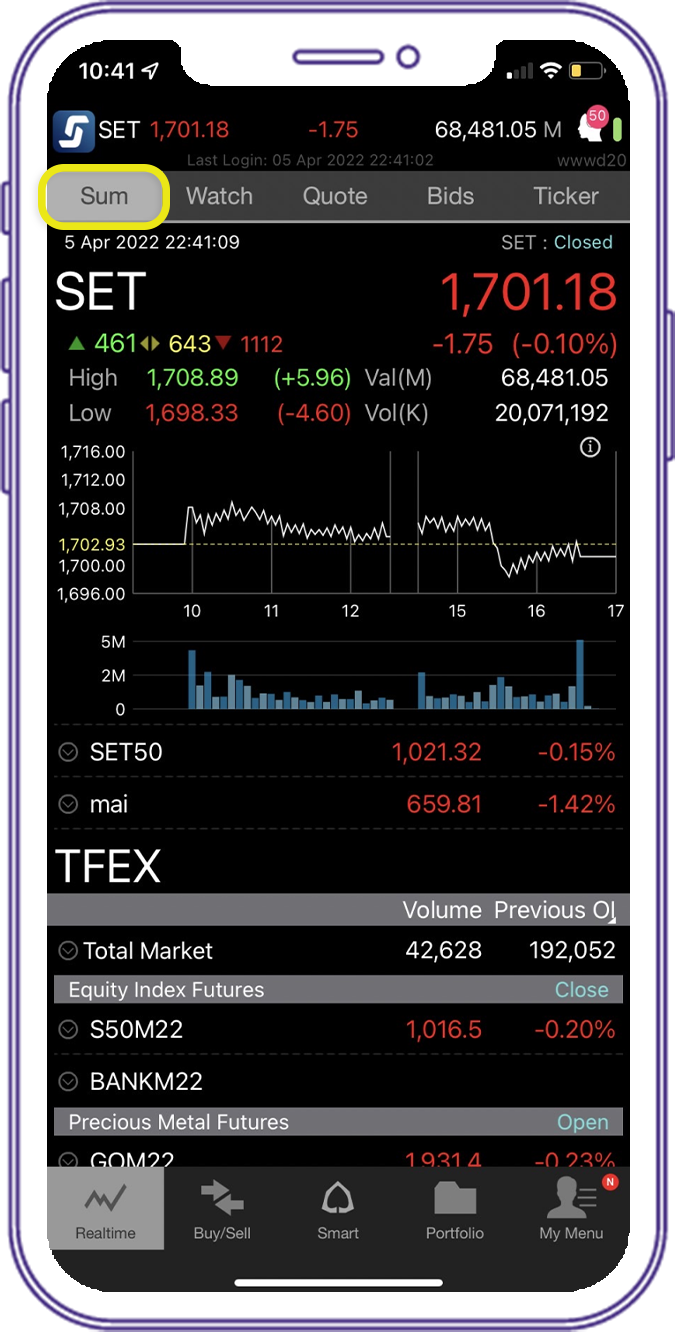 10:41
SET 1,701.18 -1.75 68,481.05 M 50
Last Login: 05 Apr 2022 22:41:02 wwwd20
Sum Watch Quote Bids Ticker
5 Apr 2022 22:41:09 SET : Closed
SET 1,701.18
461 643 1112 -1.75 (-0.10%)
High 1,708.89 (+5.96) Val(M) 68,481.05
Low 1,698.33 (-4.60) Vol(K) 20,071,192
1,716.00
1,712.00
1,708.00
1,702.93
1,700.00
1,696.00
10 11 12 15 16 17
5M
2M
0
SET50 1,021.32 -0.15%
mai 659.81 -1.42%
TFEX
Volume Previous OI
Total Market 42,628 192,052
Equity Index Futures Close
S50M22 1,016.5 -0.20%
BANKM22
Precious Metal Futures Open
GOM22 1,931.4 -0.23%
Realtime Buy/Sell Smart Portfolio My Menu N